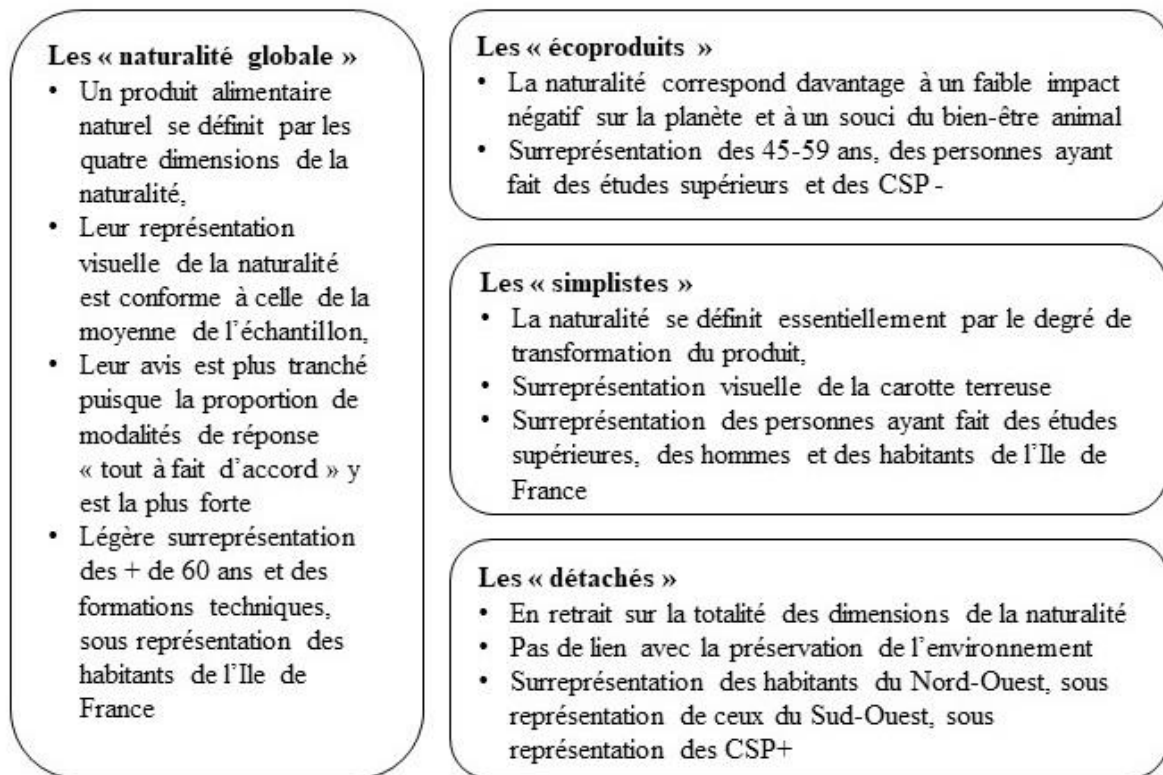 Les « naturalité globale »
• Un produit alimentaire
naturel se définit par les
quatre dimensions de la
naturalité,
• Leur représentation
visuelle de la naturalité
est conforme à celle de la
moyenne de l'échantillon,
• Leur avis est plus tranché
puisque la proportion de
modalités de réponse
« tout à fait d'accord » y
est la plus forte
• Légère surreprésentation
des + de 60 ans et des
formations techniques,
sous représentation des
habitants de l'Ile de
France
Les « écoproduits »
• La naturalité correspond davantage à un faible impact
négatif sur la planète et à un souci du bien-être animal
• Surreprésentation des 45-59 ans, des personnes ayant
fait des études supérieurs et des CSP -
Les « simplistes »
• La naturalité se définit essentiellement par le degré de
transformation du produit,
• Surreprésentation visuelle de la carotte terreuse
• Surreprésentation des personnes ayant fait des études
supérieures, des hommes et des habitants de l'Ile de
France
Les « détachés »
• En retrait sur la totalité des dimensions de la naturalité
• Pas de lien avec la préservation de l'environnement
• Surreprésentation des habitants du Nord-Ouest, sous
représentation de ceux du Sud-Ouest, sous
représentation des CSP+